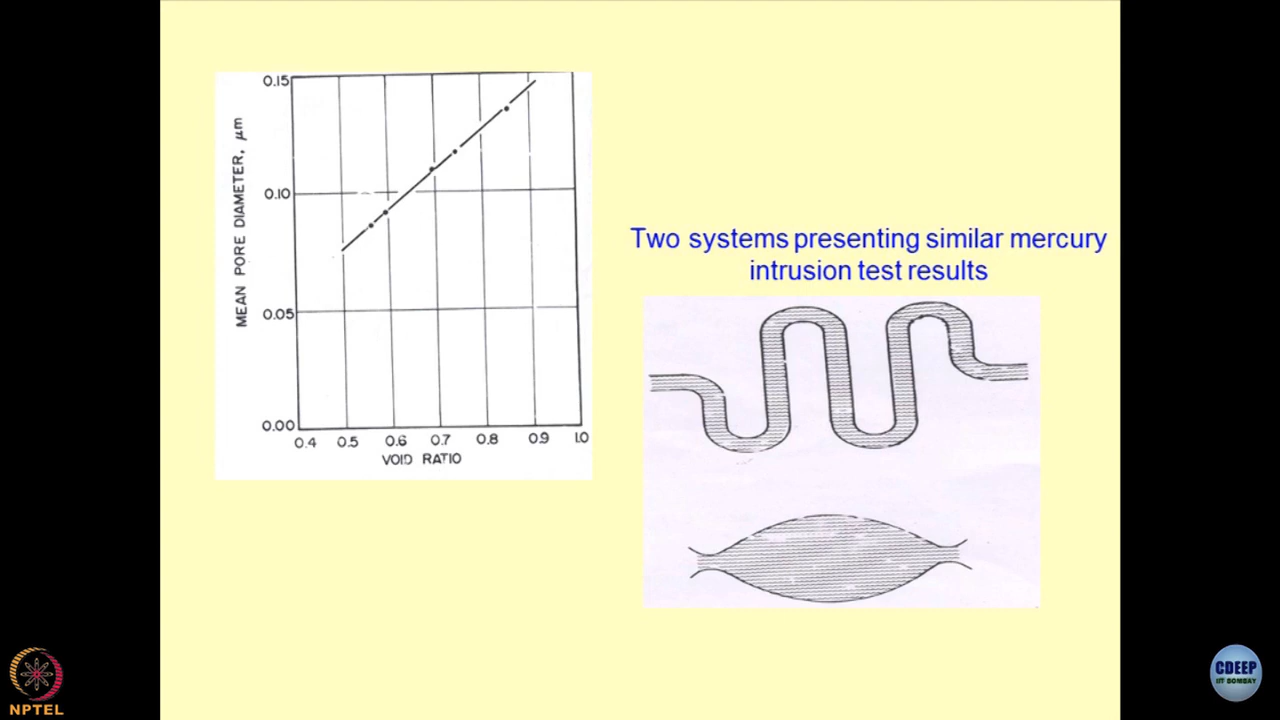 0.15
0.10
0.05
0.00
MEAN PORE DIAMETER, µm
0.4 0.5 0.6 0.7 0.8 0.9 1.0
VOID RATIO
Two systems presenting similar mercury
intrusion test results
NPTEL
CDEEP
IIT BOMBAY